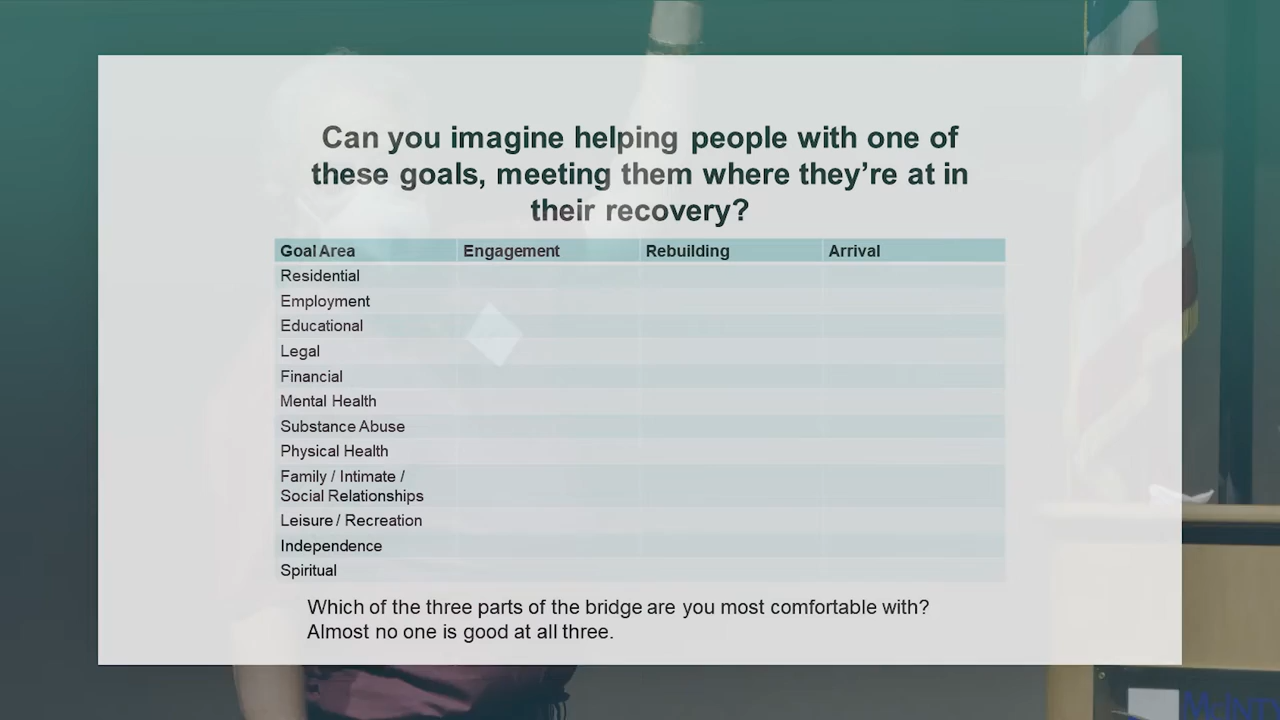 Can you imagine helping people with one of
these goals, meeting them where they're at in
their recovery?
Goal Area Engagement Rebuilding Arrival
Residential
Employment
Educational
Legal
Financial
Mental Health
Substance Abuse
Physical Health
Family / Intimate /
Social Relationships
Leisure / Recreation
Independence
Spiritual
Which of the three parts of the bridge are you most comfortable with?
Almost no one is good at all three.